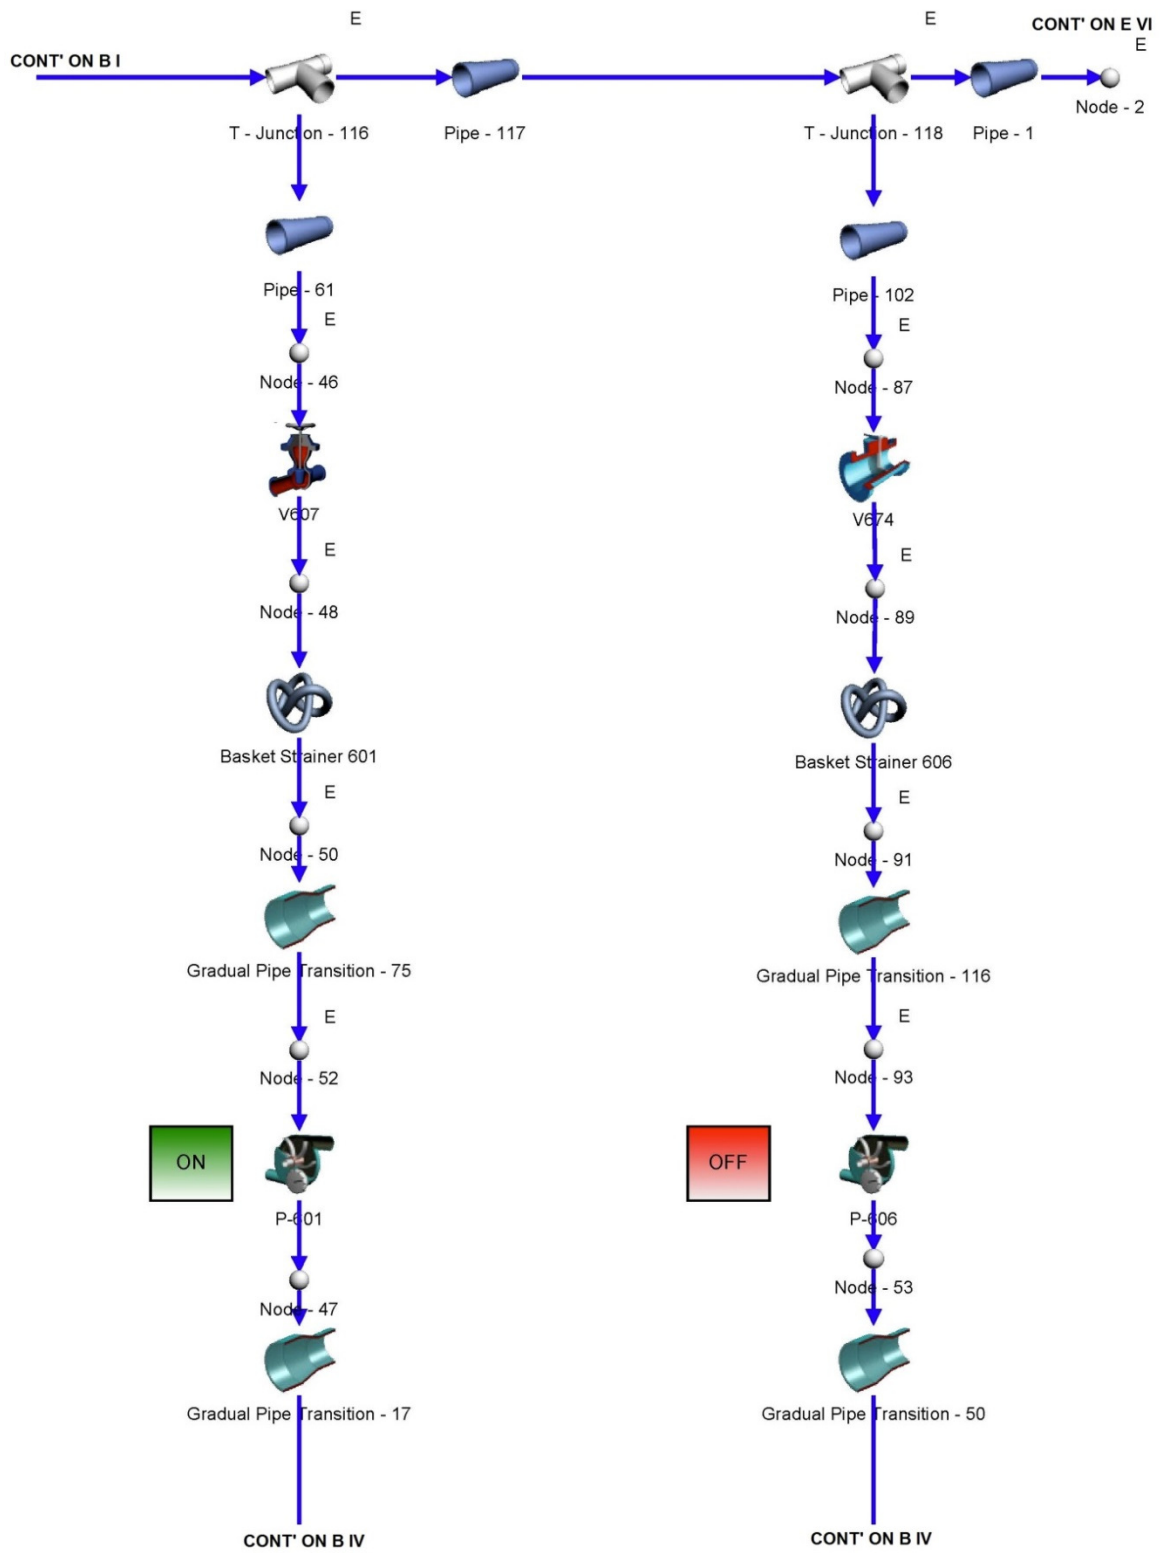 E
E
CONT' ON E VI
E
CONT' ON B I
Node - 2
T - Junction - 116
Pipe - 117
T - Junction - 118
Pipe - 1
Pipe - 61
Pipe - 102
E
E
Node - 46
Node - 87
V607
V674
E
E
Node - 48
Node - 89
Basket Strainer 601
Basket Strainer 606
E
E
Node - 50
Node - 91
Gradual Pipe Transition - 75
Gradual Pipe Transition - 116
E
E
Node - 52
Node - 93
ON
OFF
P-601
P-606
Node - 47
Node - 53
Gradual Pipe Transition - 17
Gradual Pipe Transition - 50
CONT' ON B IV
CONT' ON B IV